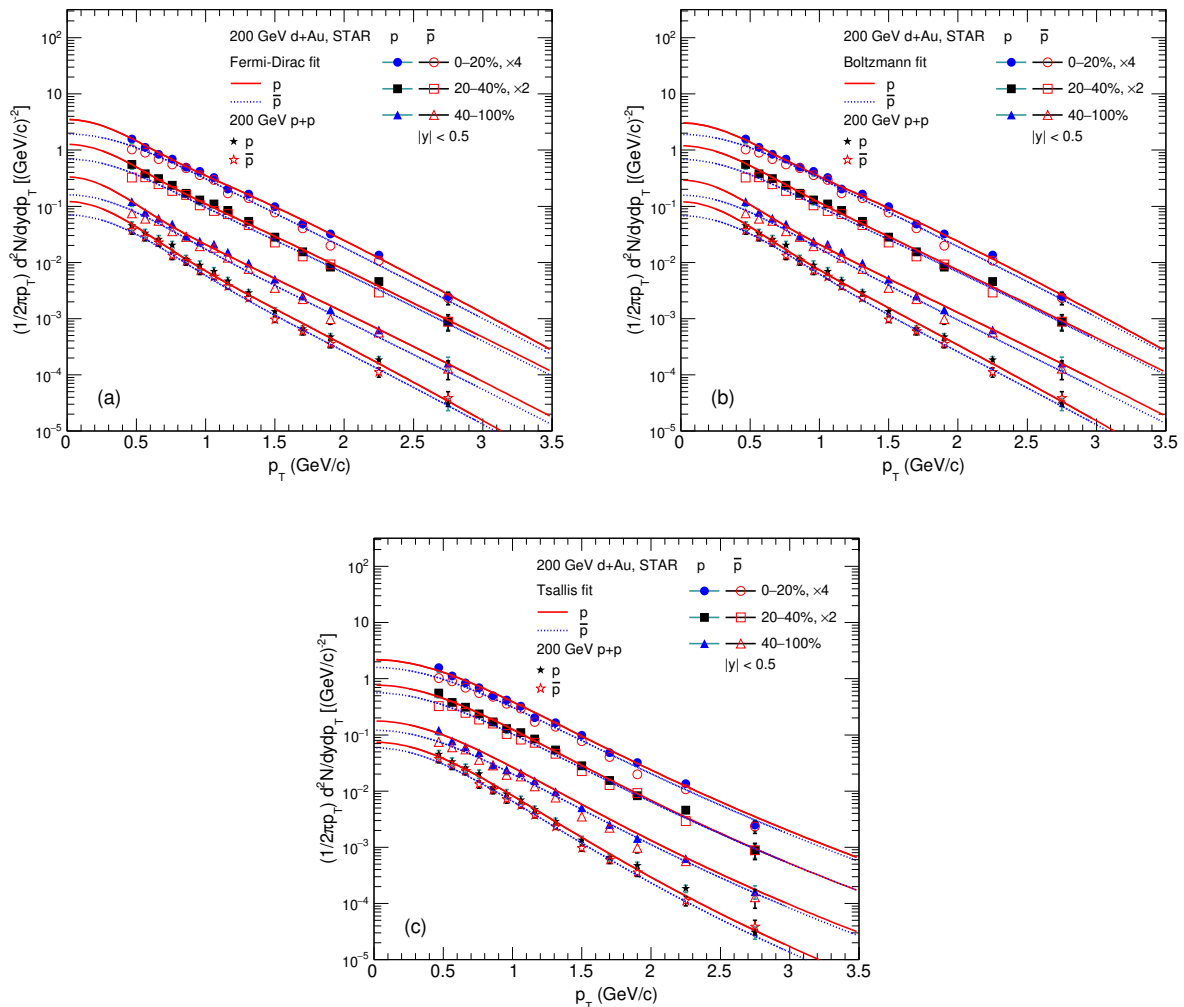 200 GeV d+Au, STAR p p̅
Fermi-Dirac fit
p
p̅
200 GeV p+p
p
p̅
0–20%, ×4
20–40%, ×2
40–100%
|y| < 0.5
(1/2πp_T) d²N/dydp_T [(GeV/c)⁻²]
10²
10
1
10⁻¹
10⁻²
10⁻³
10⁻⁴
10⁻⁵
(a)
0 0.5 1 1.5 2 2.5 3 3.5
p_T (GeV/c)
200 GeV d+Au, STAR p p̅
Boltzmann fit
p
p̅
200 GeV p+p
p
p̅
0–20%, ×4
20–40%, ×2
40–100%
|y| < 0.5
(1/2πp_T) d²N/dydp_T [(GeV/c)⁻²]
10²
10
1
10⁻¹
10⁻²
10⁻³
10⁻⁴
10⁻⁵
(b)
0 0.5 1 1.5 2 2.5 3 3.5
p_T (GeV/c)
200 GeV d+Au, STAR p p̅
Tsallis fit
p
p̅
200 GeV p+p
p
p̅
0–20%, ×4
20–40%, ×2
40–100%
|y| < 0.5
(1/2πp_T) d²N/dydp_T [(GeV/c)⁻²]
10²
10
1
10⁻¹
10⁻²
10⁻³
10⁻⁴
10⁻⁵
(c)
0 0.5 1 1.5 2 2.5 3 3.5
p_T (GeV/c)